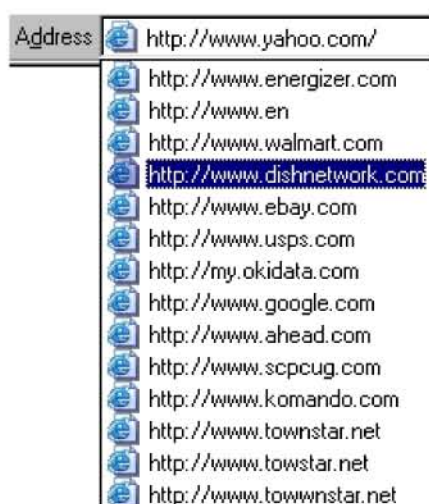 Address http://www.yahoo.com/
http://www.energizer.com
http://www.en
http://www.walmart.com
http://www.dishnetwork.com
http://www.ebay.com
http://www.usps.com
http://my.okidata.com
http://www.google.com
http://www.ahead.com
http://www.scpcug.com
http://www.komando.com
http://www.townstar.net
http://www.towstar.net
http://www.towwnstar.net